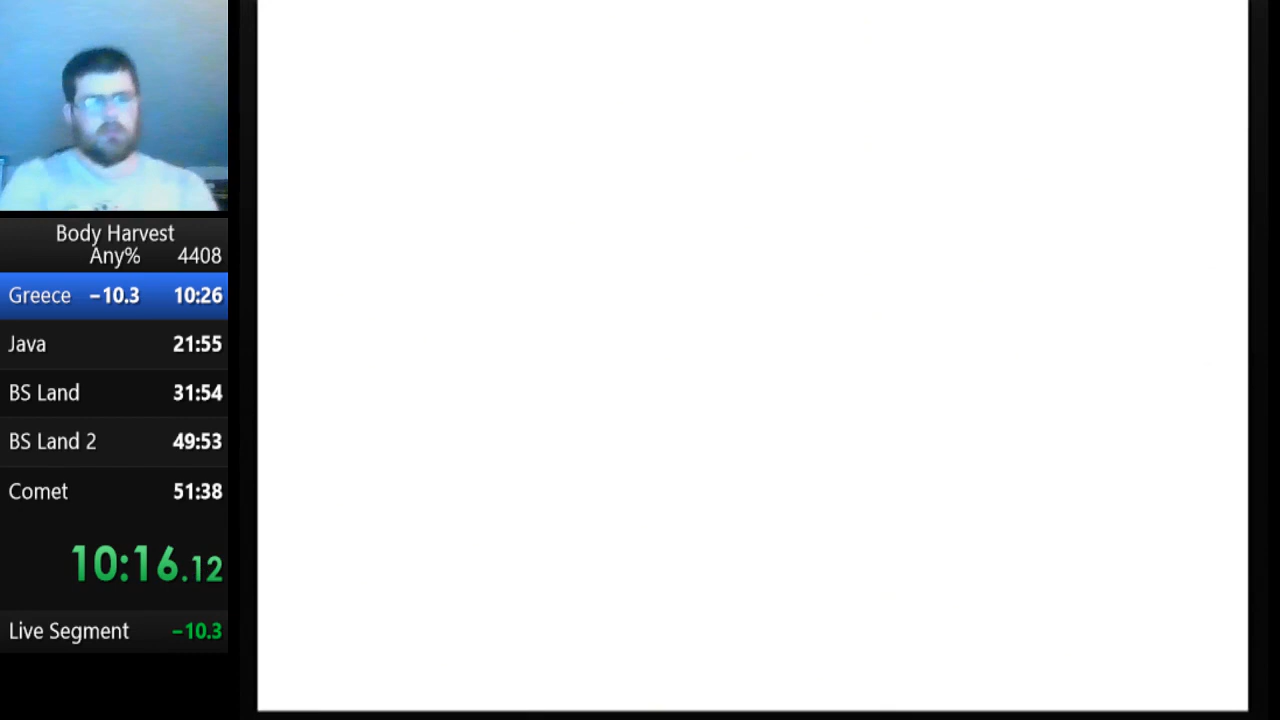 Body Harvest
Any% 4408
Greece −10.3 10:26
Java 21:55
BS Land 31:54
BS Land 2 49:53
Comet 51:38
10:16.12
Live Segment −10.3